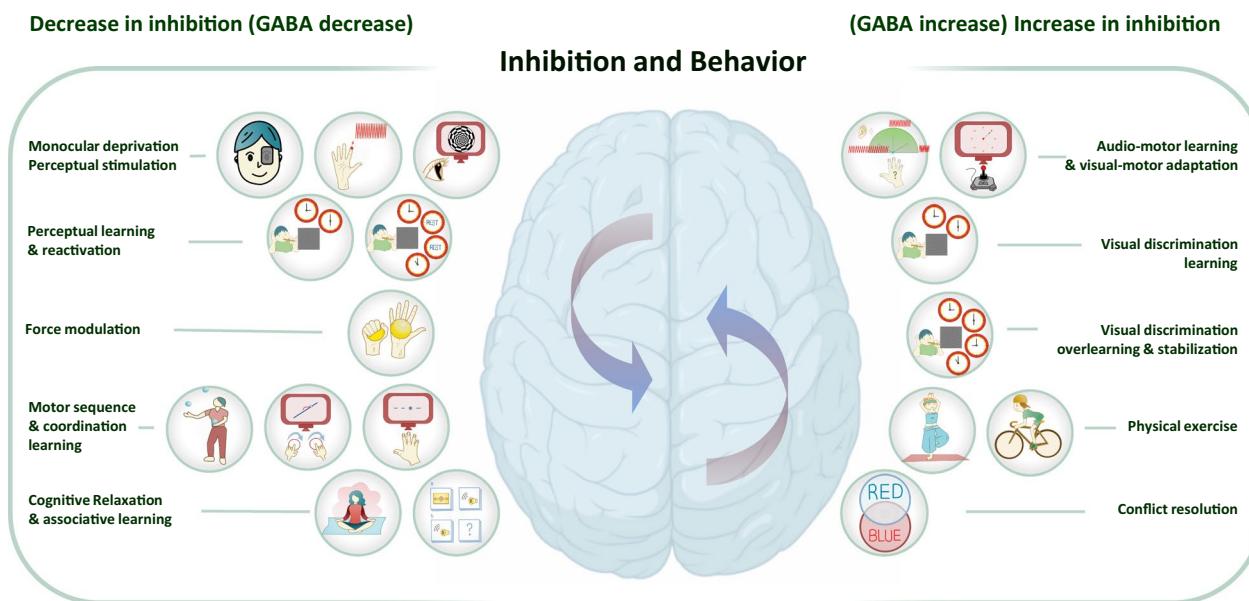 Decrease in inhibition (GABA decrease)
(GABA increase) Increase in inhibition
Inhibition and Behavior
Monocular deprivation
Perceptual stimulation
Perceptual learning
& reactivation
REST
REST
Force modulation
Motor sequence
& coordination
learning
Cognitive Relaxation
& associative learning
?
?
Audio-motor learning
& visual-motor adaptation
Visual discrimination
learning
Visual discrimination
overlearning & stabilization
Physical exercise
RED
BLUE
Conflict resolution